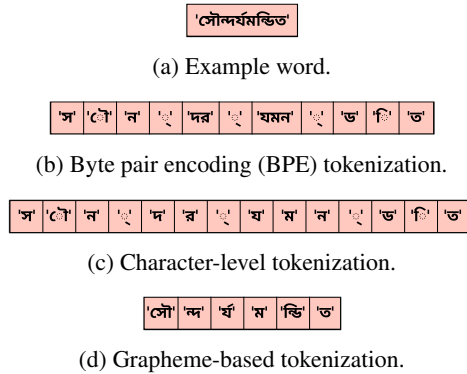 'সৌন্দর্যমন্ডিত'
(a) Example word.
'স' 'ৌ' 'ন' '্' 'দর' '্' 'যমন' '্' 'ড' 'ি' 'ত'
(b) Byte pair encoding (BPE) tokenization.
'স' 'ৌ' 'ন' '্' 'দ' 'র' '্' 'য' 'ম' 'ন' '্' 'ড' 'ি' 'ত'
(c) Character-level tokenization.
'সৌ' 'ন্দ' 'র্য' 'ম' 'ন্ডি' 'ত'
(d) Grapheme-based tokenization.